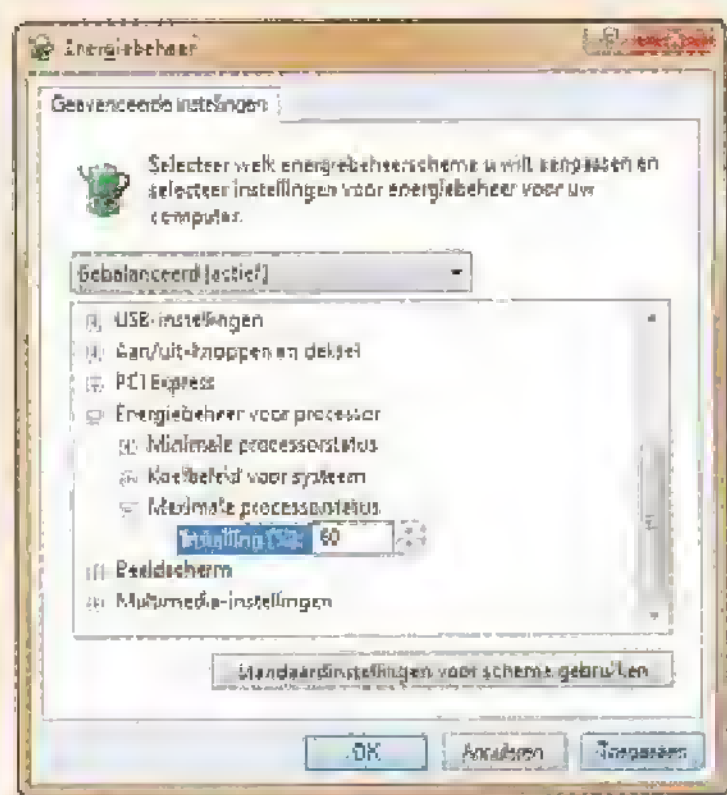 Energiebeheer
Geavanceerde instellingen
Selecteer welk energiebeheerschema u wilt aanpassen en
selecteer instellingen voor energiebeheer voor uw
computer.
Gebalanceerd [actief]
USB-instellingen
Aan/uit-knoppen en deksel
PCI Express
Energiebeheer voor processor
Minimale processorstatus
Koelbeleid voor systeem
Maximale processorstatus
Instelling (%):
Beeldscherm
Multimedia-instellingen
Standaardinstellingen voor schema gebruiken
OK
Annuleren
Toepassen